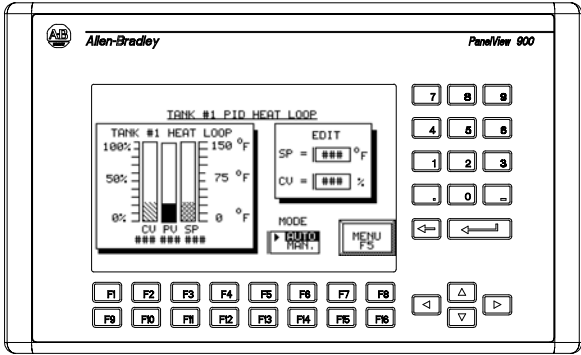 AB Allen-Bradley PanelView 900
TANK #1 PID HEAT LOOP
TANK #1 HEAT LOOP
100% 150 °F
50% 75 °F
0% 0 °F
CV PV SP
### ### ###
EDIT
SP = ### °F
CV = ### %
MODE
AUTO
MAN.
MENU
F5
7 8 9
4 5 6
1 2 3
. 0 -
F1 F2 F3 F4 F5 F6 F7 F8
F9 F10 F11 F12 F13 F14 F15 F16